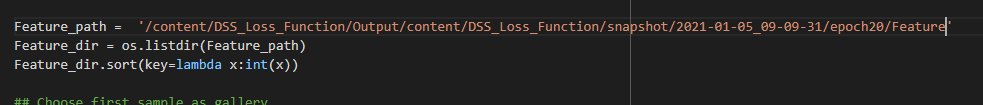 Feature_path =  '/content/DSS_Loss_Function/Output/content/DSS_Loss_Function/snapshot/2021-01-05_09-09-31/epoch20/Feature'
Feature_dir = os.listdir(Feature_path)
Feature_dir.sort(key=lambda x:int(x))
## Choose first sample as gallery